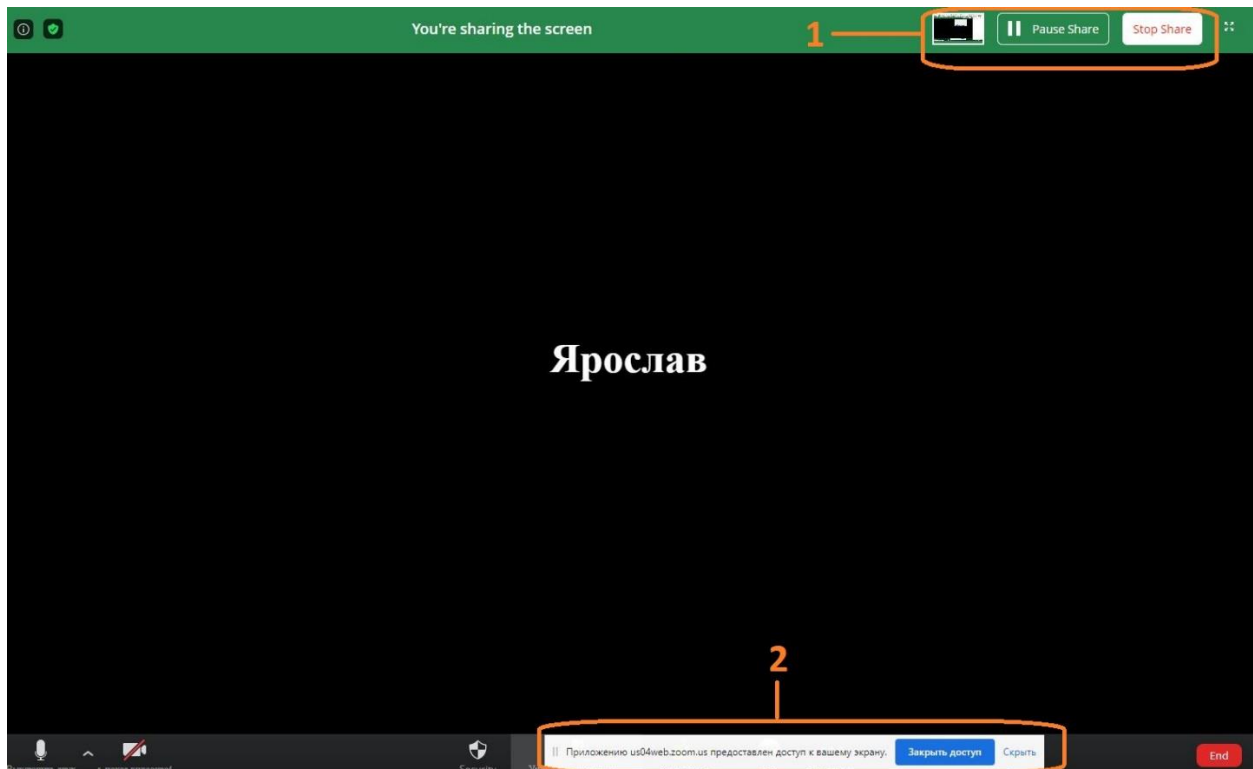 You're sharing the screen
1
Pause Share
Stop Share
Ярослав
2
Security
Приложению us04web.zoom.us предоставлен доступ к вашему экрану.
Закрыть доступ
Скрыть
End